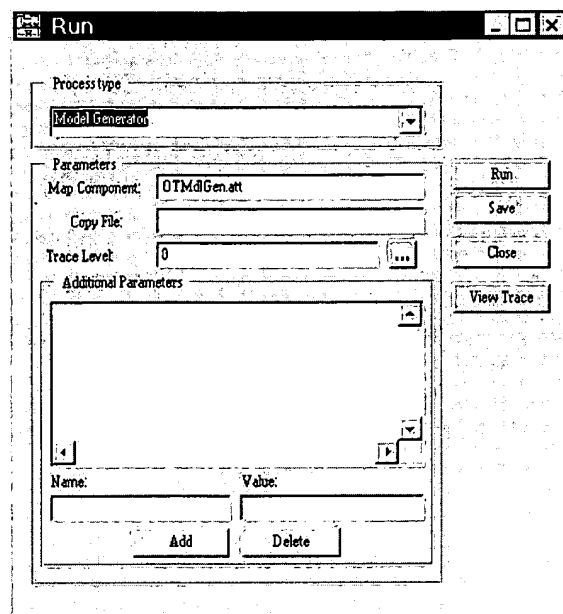 Run
Process type
Model Generator
Parameters
Map Component: OTMdlGen.att
Copy File:
Trace Level: 0 ...
Additional Parameters
Name: Value:
Add Delete
Run
Save
Close
View Trace